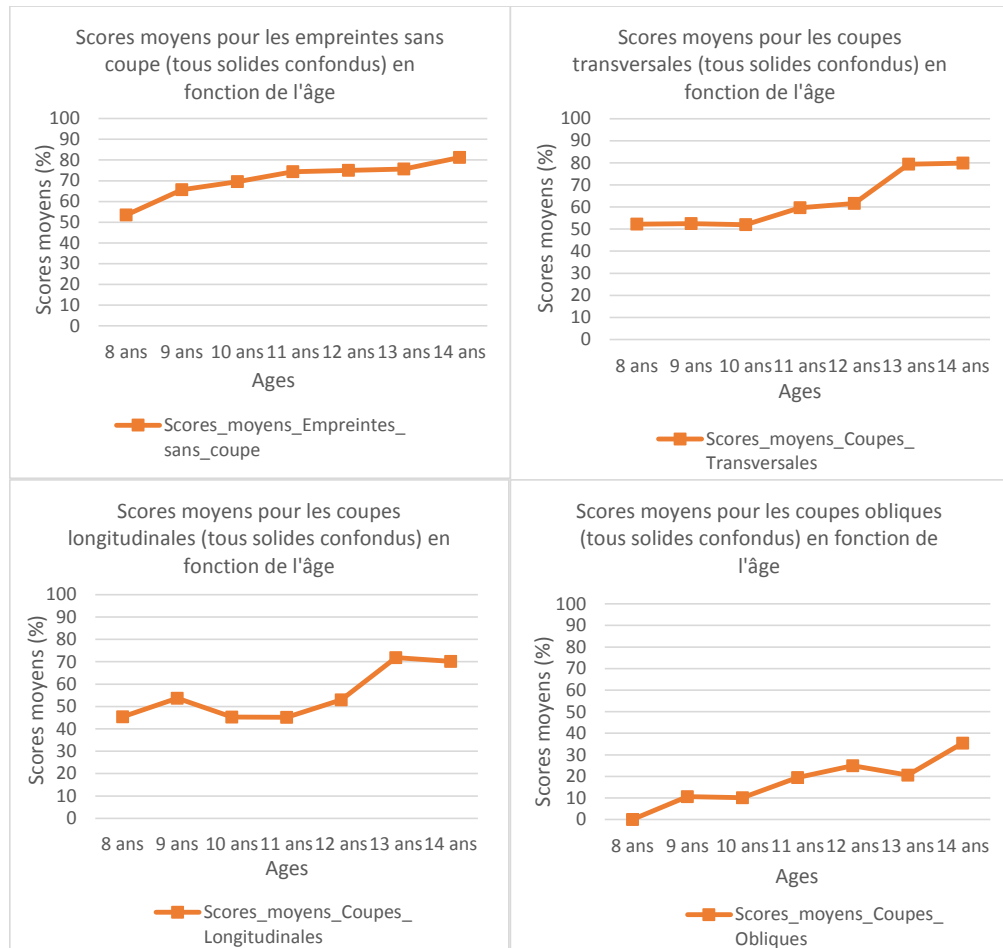 Scores moyens pour les empreintes sans
coupe (tous solides confondus) en
fonction de l'âge
100
90
80
70
60
50
40
30
20
10
0
Scores moyens (%)
8 ans 9 ans 10 ans 11 ans 12 ans 13 ans 14 ans
Ages
Scores_moyens_Empreintes_
sans_coupe
Scores moyens pour les coupes
transversales (tous solides confondus) en
fonction de l'âge
100
90
80
70
60
50
40
30
20
10
0
Scores moyens (%)
8 ans 9 ans 10 ans 11 ans 12 ans 13 ans 14 ans
Ages
Scores_moyens_Coupes_
Transversales
Scores moyens pour les coupes
longitudinales (tous solides confondus) en
fonction de l'âge
100
90
80
70
60
50
40
30
20
10
0
Scores moyens (%)
8 ans 9 ans 10 ans 11 ans 12 ans 13 ans 14 ans
Ages
Scores_moyens_Coupes_
Longitudinales
Scores moyens pour les coupes obliques
(tous solides confondus) en fonction de
l'âge
100
90
80
70
60
50
40
30
20
10
0
Scores moyens (%)
8 ans 9 ans 10 ans 11 ans 12 ans 13 ans 14 ans
Ages
Scores_moyens_Coupes_
Obliques